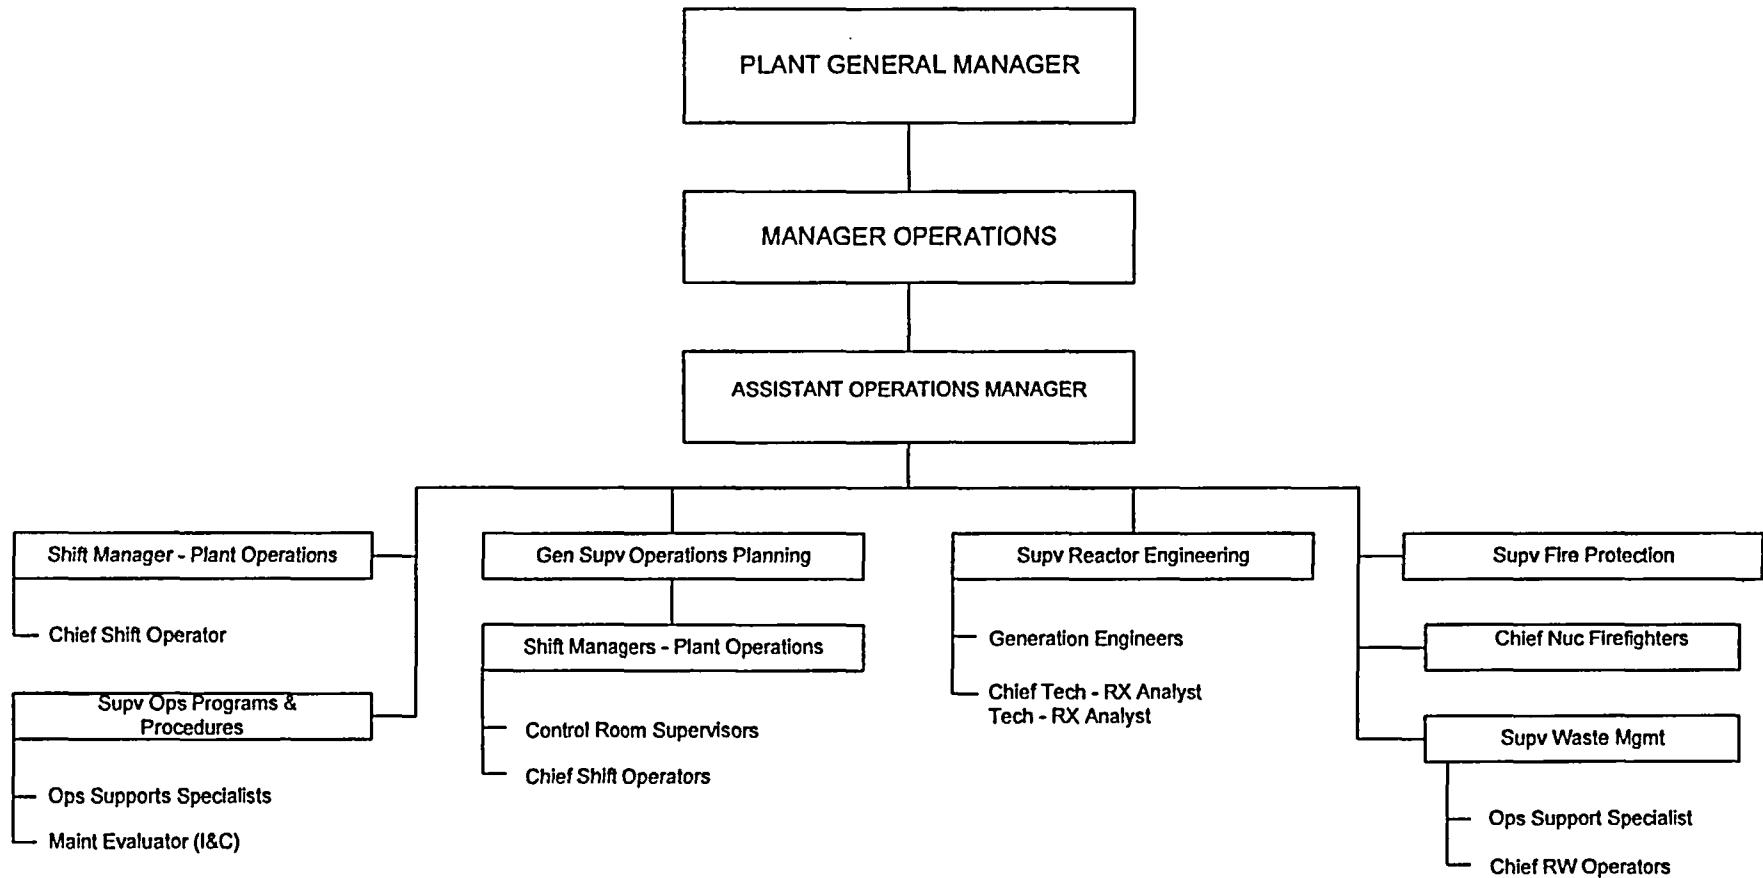 PLANT GENERAL MANAGER
MANAGER OPERATIONS
ASSISTANT OPERATIONS MANAGER
Shift Manager - Plant Operations
Chief Shift Operator
Supv Ops Programs &
Procedures
Ops Supports Specialists
Maint Evaluator (I&C)
Gen Supv Operations Planning
Shift Managers - Plant Operations
Control Room Supervisors
Chief Shift Operators
Supv Reactor Engineering
Generation Engineers
Chief Tech - RX Analyst
Tech - RX Analyst
Supv Fire Protection
Chief Nuc Firefighters
Supv Waste Mgmt
Ops Support Specialist
Chief RW Operators